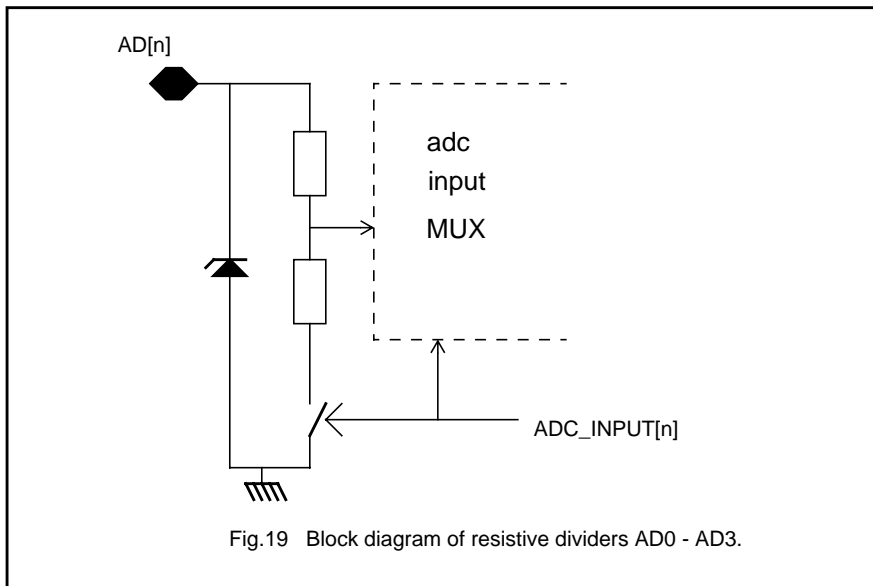 AD[n]
adc
input
MUX
ADC_INPUT[n]
Fig.19 Block diagram of resistive dividers AD0 - AD3.